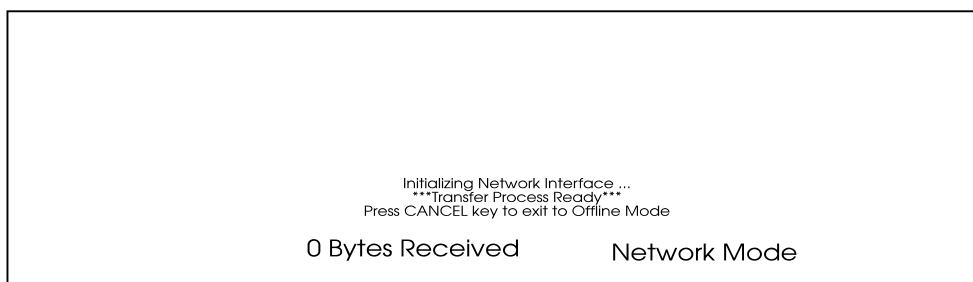 Initializing Network Interface ...
***Transfer Process Ready***
Press CANCEL key to exit to Offline Mode
0 Bytes Received
Network Mode